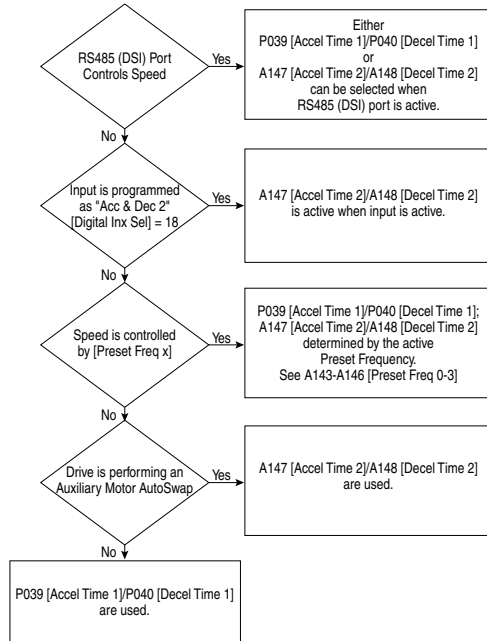 RS485 (DSI) Port
Controls Speed
Yes
Either
P039 [Accel Time 1]/P040 [Decel Time 1]
or
A147 [Accel Time 2]/A148 [Decel Time 2]
can be selected when
RS485 (DSI) port is active.
No
Input is programmed
as "Acc & Dec 2"
[Digital Inx Sel] = 18
Yes
A147 [Accel Time 2]/A148 [Decel Time 2]
is active when input is active.
No
Speed is controlled
by [Preset Freq x]
Yes
P039 [Accel Time 1]/P040 [Decel Time 1];
A147 [Accel Time 2]/A148 [Decel Time 2]
determined by the active
Preset Frequency.
See A143-A146 [Preset Freq 0-3]
No
Drive is performing an
Auxiliary Motor AutoSwap
Yes
A147 [Accel Time 2]/A148 [Decel Time 2]
are used.
No
P039 [Accel Time 1]/P040 [Decel Time 1]
are used.